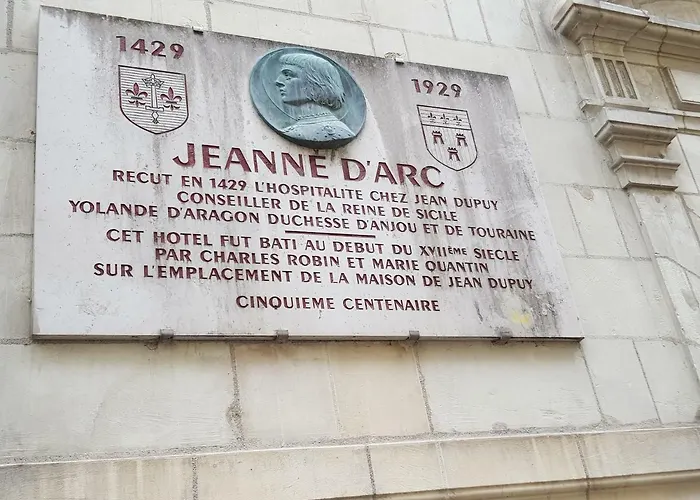 1429 1929
JEANNE D'ARC
RECUT EN 1429 L'HOSPITALITE CHEZ JEAN DUPUY
CONSEILLER DE LA REINE DE SICILE
YOLANDE D'ARAGON DUCHESSE D'ANJOU ET DE TOURAINE
CET HOTEL FUT BATI AU DEBUT DU XVIIème SIECLE
PAR CHARLES ROBIN ET MARIE QUANTIN
SUR L'EMPLACEMENT DE LA MAISON DE JEAN DUPUY
CINQUIEME CENTENAIRE